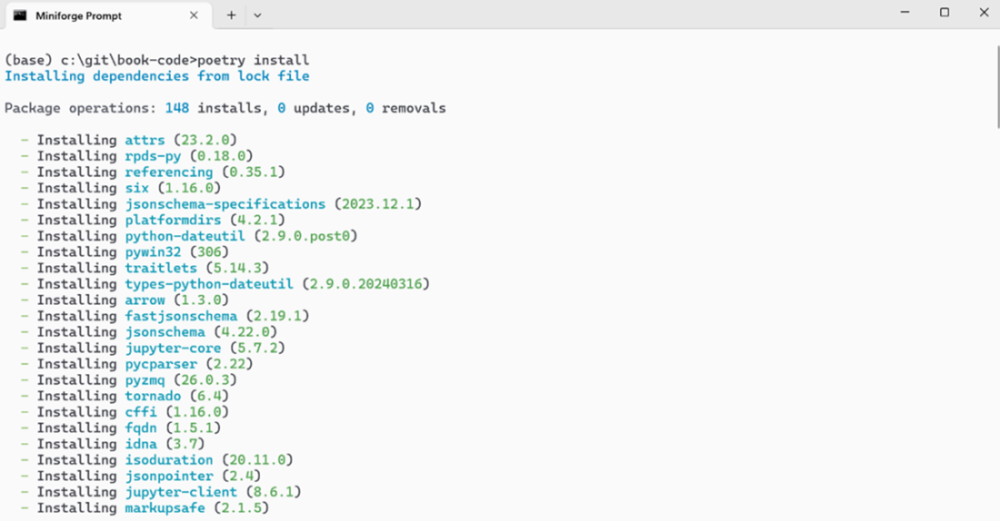 Miniforge Prompt
(base) c:\git\book-code>poetry install
Installing dependencies from lock file
Package operations: 148 installs, 0 updates, 0 removals
- Installing attrs (23.2.0)
- Installing rpds-py (0.18.0)
- Installing referencing (0.35.1)
- Installing six (1.16.0)
- Installing jsonschema-specifications (2023.12.1)
- Installing platformdirs (4.2.1)
- Installing python-dateutil (2.9.0.post0)
- Installing pywin32 (306)
- Installing traitlets (5.14.3)
- Installing types-python-dateutil (2.9.0.20240316)
- Installing arrow (1.3.0)
- Installing fastjsonschema (2.19.1)
- Installing jsonschema (4.22.0)
- Installing jupyter-core (5.7.2)
- Installing pycparser (2.22)
- Installing pyzmq (26.0.3)
- Installing tornado (6.4)
- Installing cffi (1.16.0)
- Installing fqdn (1.5.1)
- Installing idna (3.7)
- Installing isoduration (20.11.0)
- Installing jsonpointer (2.4)
- Installing jupyter-client (8.6.1)
- Installing markupsafe (2.1.5)